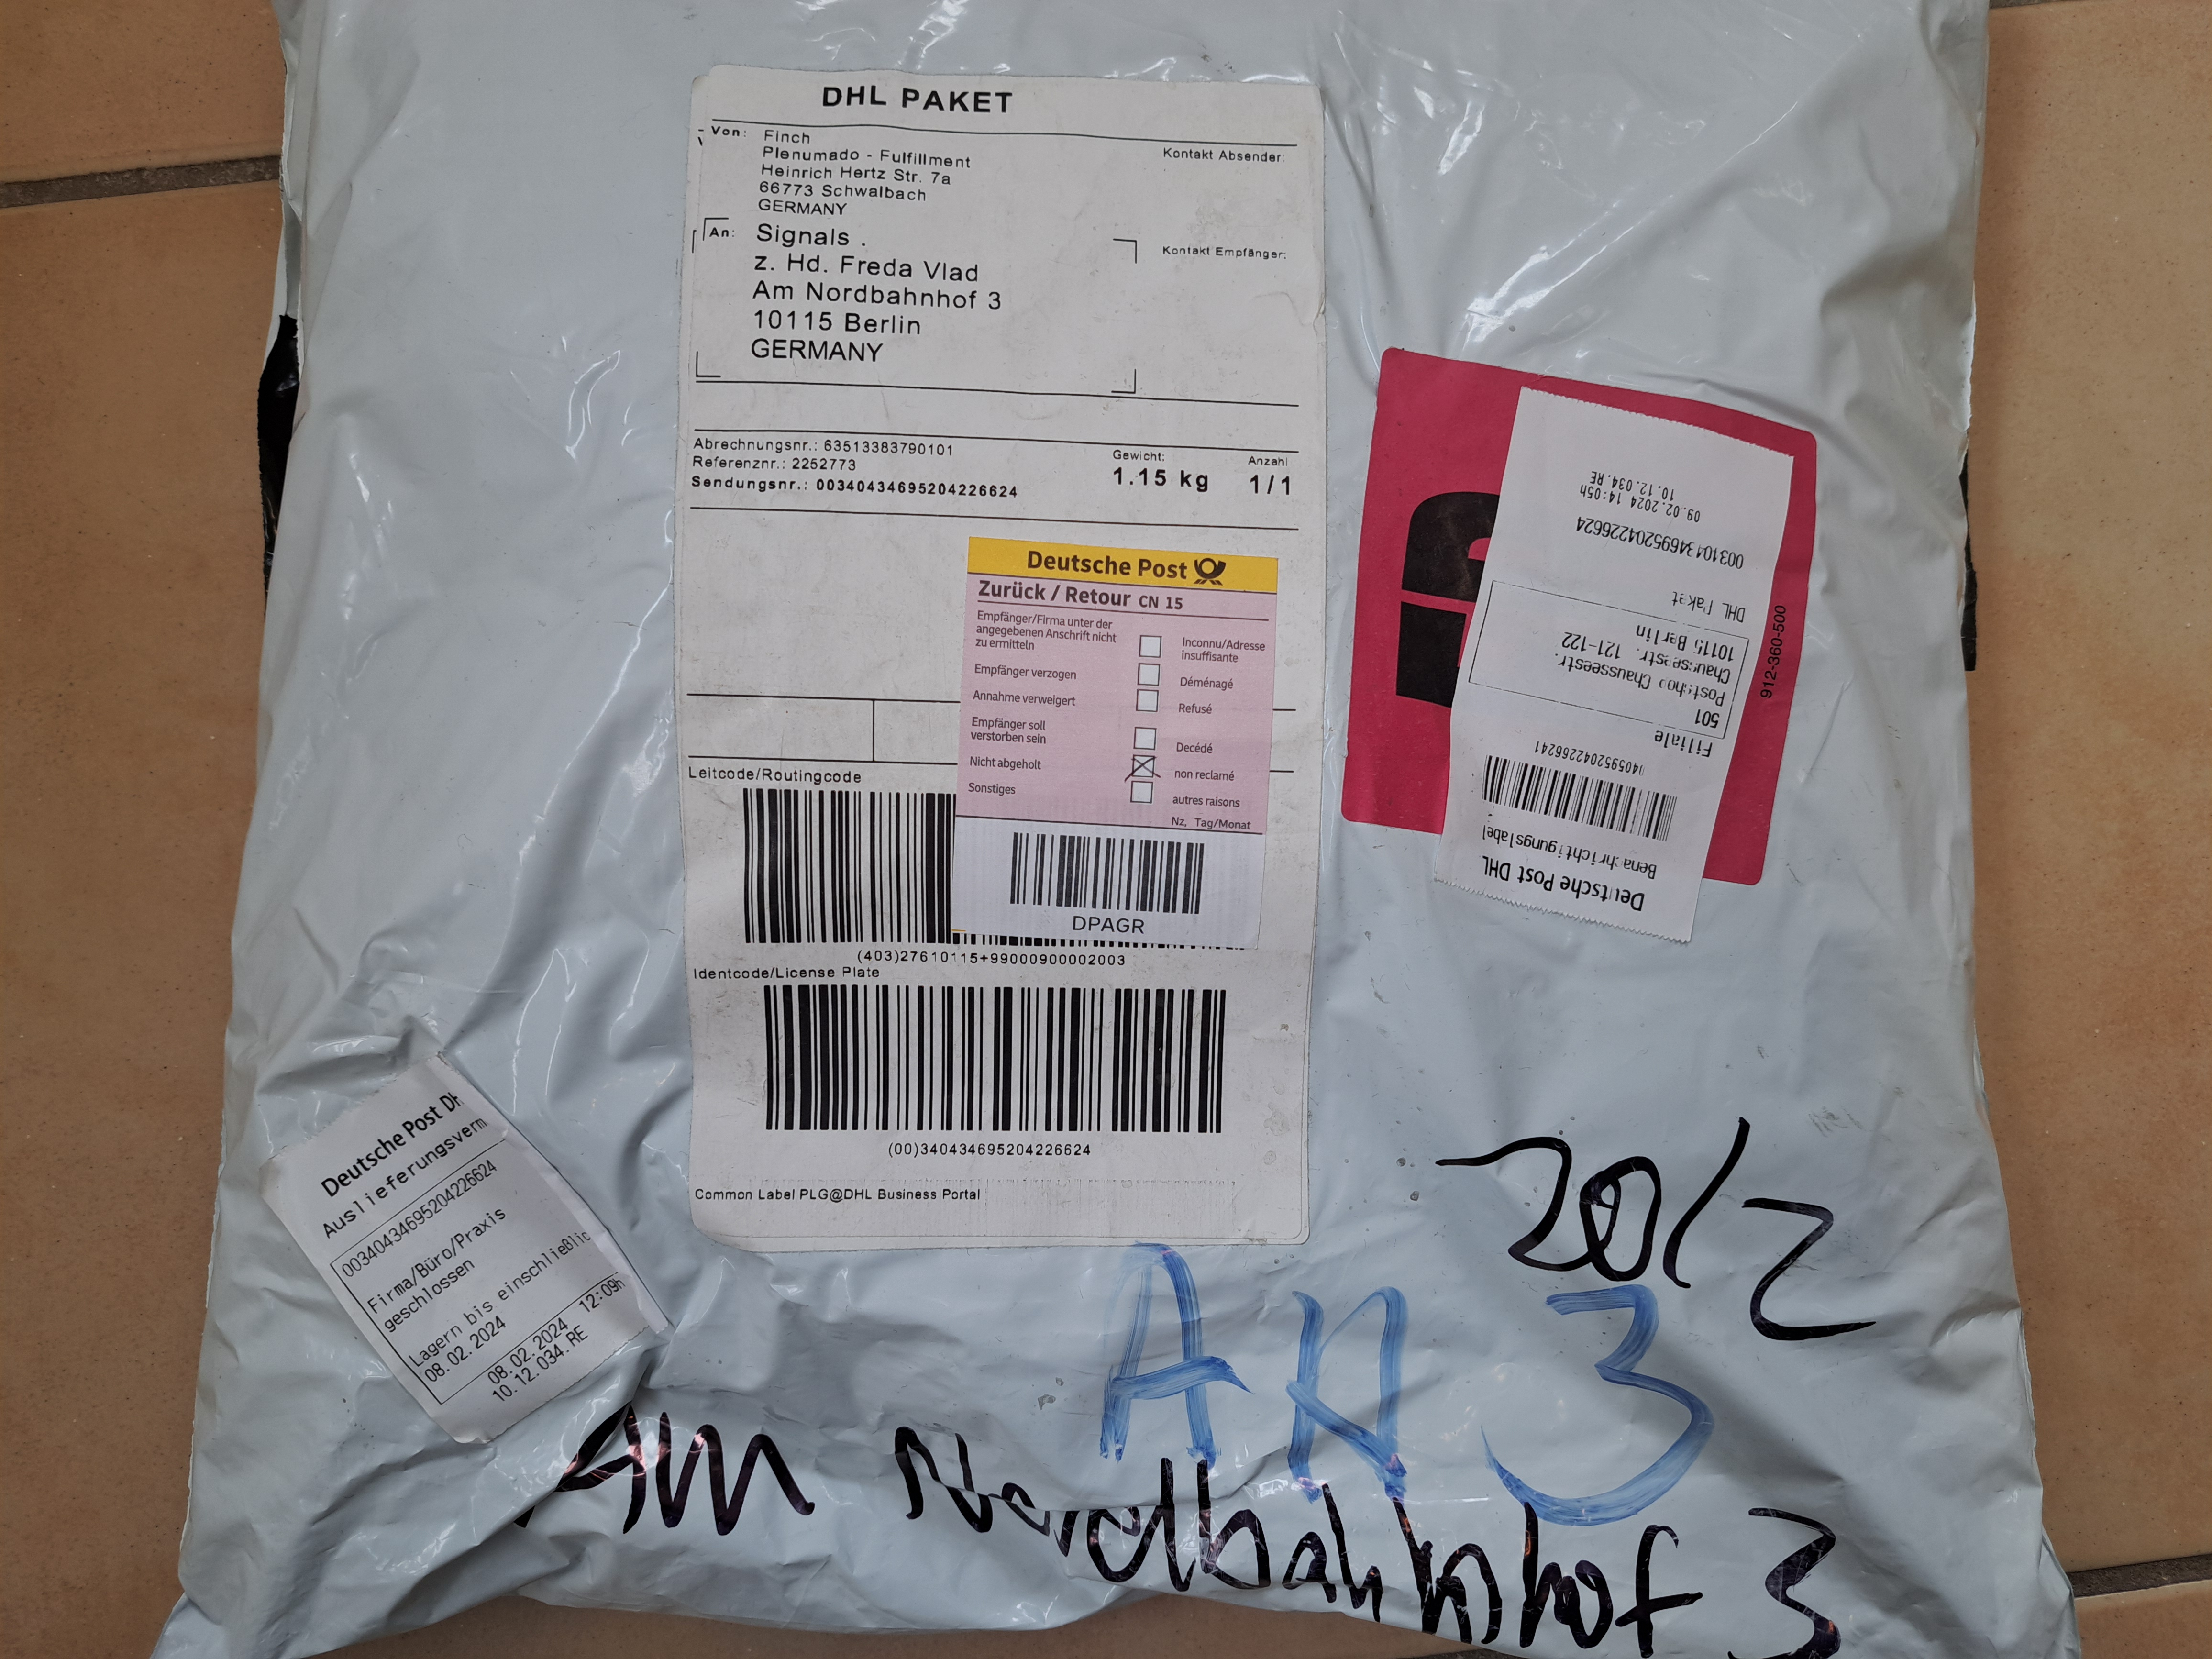 DHL PAKET
Von:
Finch
Plenumado - Fulfillment
Heinrich Hertz Str. 7a
66773 Schwalbach
GERMANY
Kontakt Absender:
An:
Signals .
z. Hd. Freda Vlad
Am Nordbahnhof 3
10115 Berlin
GERMANY
Kontakt Empfänger:
Abrechnungsnr.: 63513383790101
Referenznr.: 2252773
Sendungsnr.: 00340434695204226624
Gewicht:
1.15 kg
Anzahl
1/1
Deutsche Post
Zurück / Retour CN 15
Empfänger/Firma unter der
angegebenen Anschrift nicht
zu ermitteln
Inconnu/Adresse
insuffisante
Empfänger verzogen
Déménagé
Annahme verweigert
Refusé
Empfänger soll
verstorben sein
Décédé
Nicht abgeholt
non reclamé
Sonstiges
autres raisons
Nz, Tag/Monat
DPAGR
Leitcode/Routingcode
(403)27610115+99000900002003
Identcode/License Plate
(00)340434695204226624
Common Label PLG@DHL Business Portal
Deutsche Post DHL
Benachrichtigungslabel
Filiale
501
Postshop Chausseestr.
Chausseestr. 121-122
10115 Berlin
DHL Paket
09.02.2024 14:05h
10.12.034.RE
912-360-500
Deutsche Post DH
Auslieferungsverm
00340434695204226624
Firma/Büro/Praxis
geschlossen
Lagern bis einschließlic
08.02.2024
08.02.2024 12:09h
10.12.034.RE
20/2
AN 3
Am Nordbahnhof 3